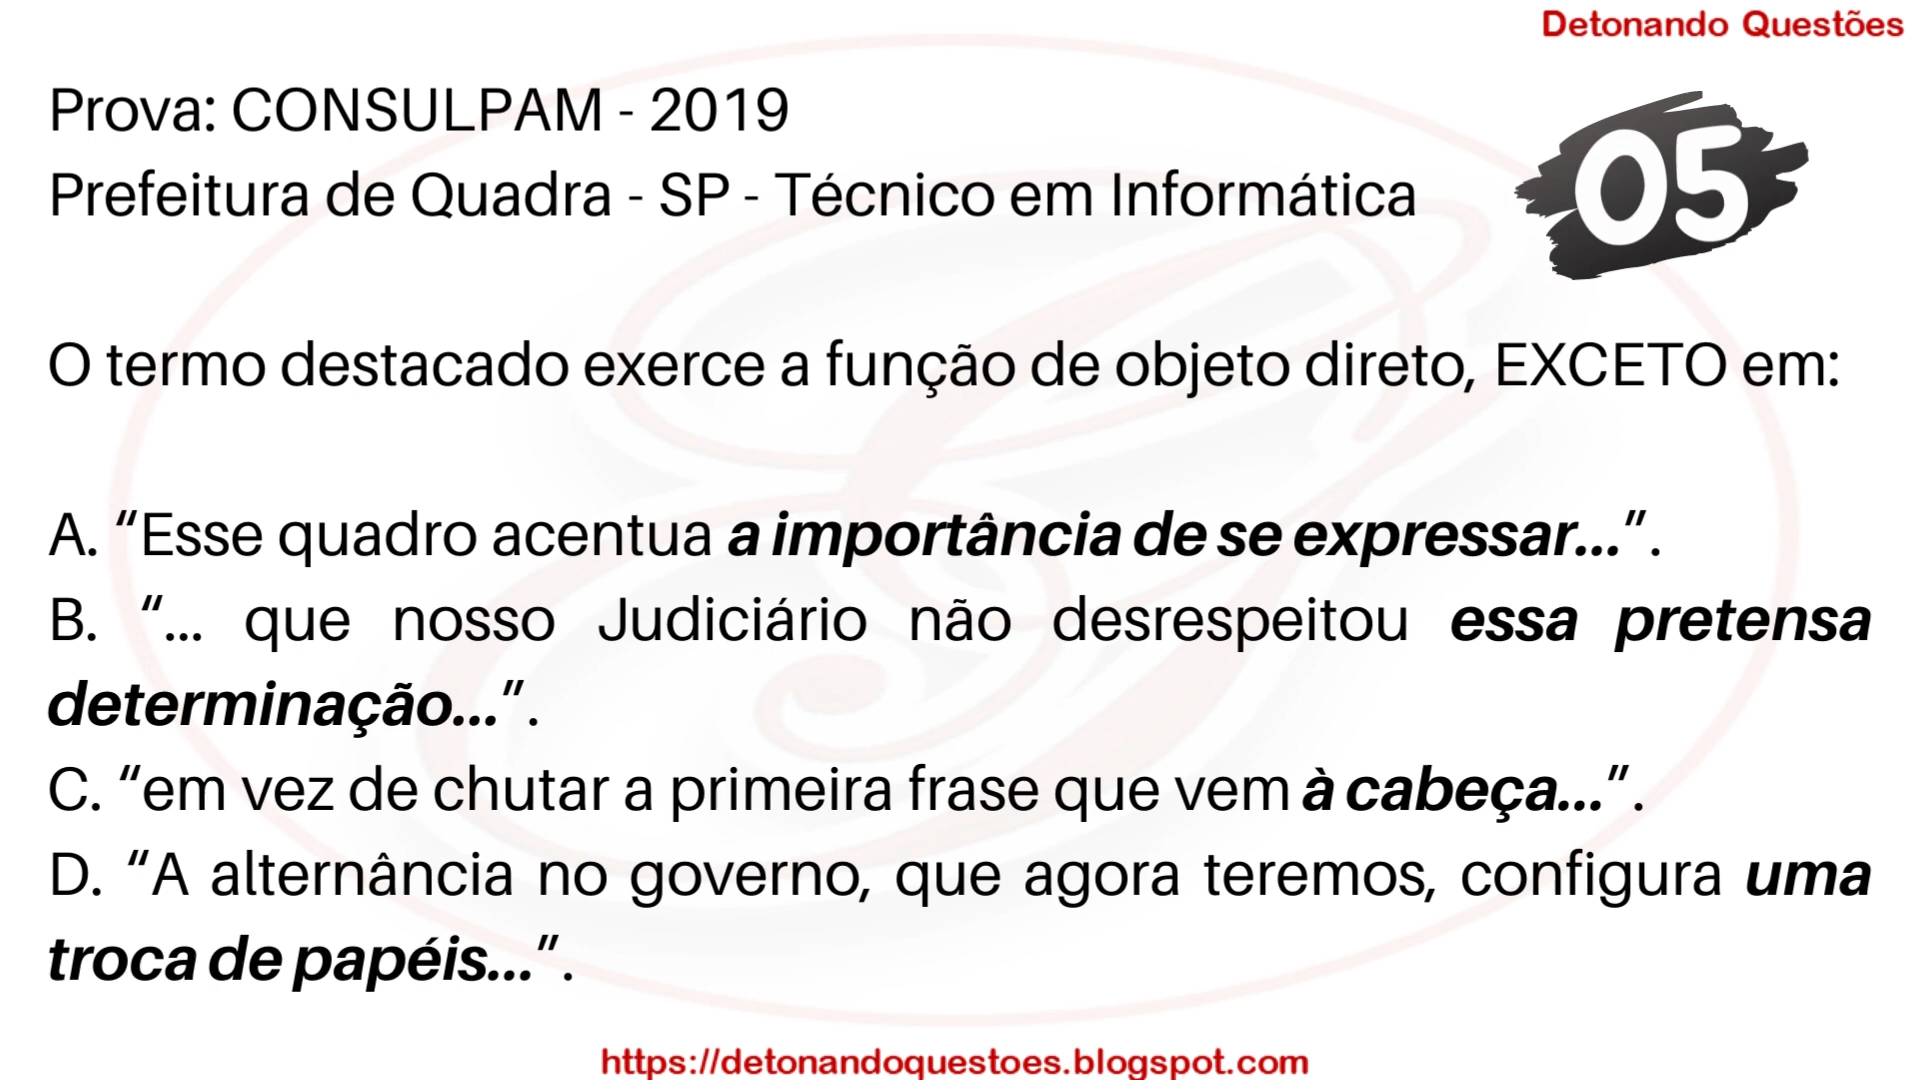 Detonando Questões
Prova: CONSULPAM - 2019
Prefeitura de Quadra - SP - Técnico em Informática
05
O termo destacado exerce a função de objeto direto, EXCETO em:
A. “Esse quadro acentua a importância de se expressar...”.
B. “... que nosso Judiciário não desrespeitou essa pretensa
determinação...”.
C. “em vez de chutar a primeira frase que vem à cabeça...”.
D. “A alternância no governo, que agora teremos, configura uma
troca de papéis...”.
https://detonandoquestoes.blogspot.com